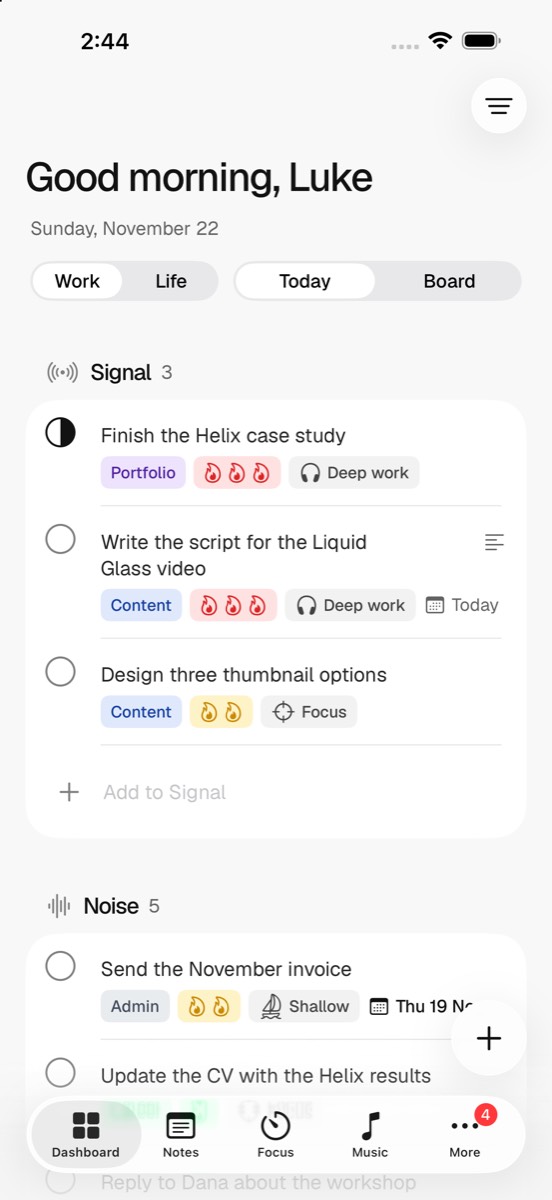 2:44
Good morning, Luke
Sunday, November 22
Work Life Today Board
Signal 3
Finish the Helix case study
Portfolio Deep work
Write the script for the Liquid
Glass video
Content Deep work Today
Design three thumbnail options
Content Focus
Add to Signal
Noise 5
Send the November invoice
Admin Shallow Thu 19
Update the CV with the Helix results
4
Dashboard Notes Focus Music More
Reply to Dana about the workshop